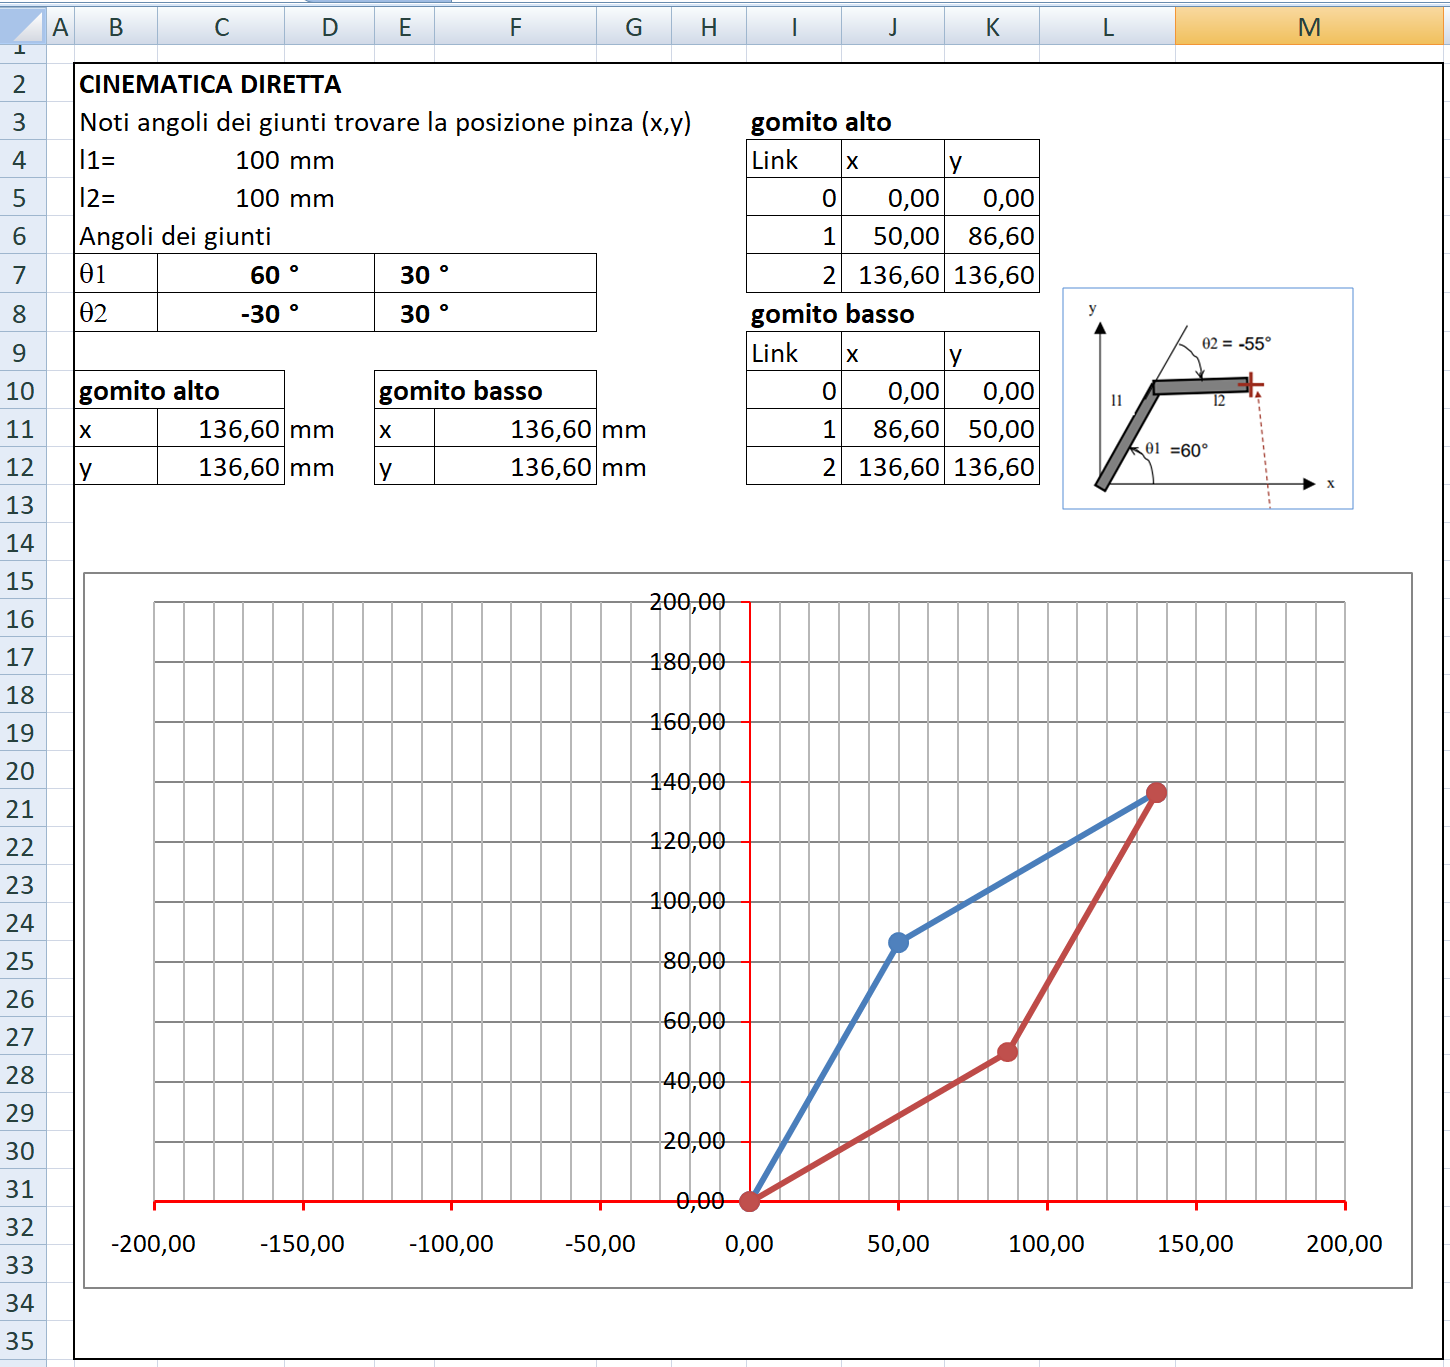 A B C D E F G H I J K L M
1
2 CINEMATICA DIRETTA
3 Noti angoli dei giunti trovare la posizione pinza (x,y) gomito alto
4 l1= 100 mm Link x y
5 l2= 100 mm 0 0,00 0,00
6 Angoli dei giunti 1 50,00 86,60
7 θ1 60 ° 30 ° 2 136,60 136,60
8 θ2 -30 ° 30 ° gomito basso
9 Link x y
10 gomito alto gomito basso 0 0,00 0,00
11 x 136,60 mm x 136,60 mm 1 86,60 50,00
12 y 136,60 mm y 136,60 mm 2 136,60 136,60
y
θ2 = -55°
l1 l2
θ1 =60°
x
13
14
15
16 200,00
17 180,00
18
19 160,00
20 140,00
21
22 120,00
23 100,00
24
25 80,00
26
27 60,00
28 40,00
29
30 20,00
31 0,00
32
-200,00 -150,00 -100,00 -50,00 0,00 50,00 100,00 150,00 200,00
33
34
35